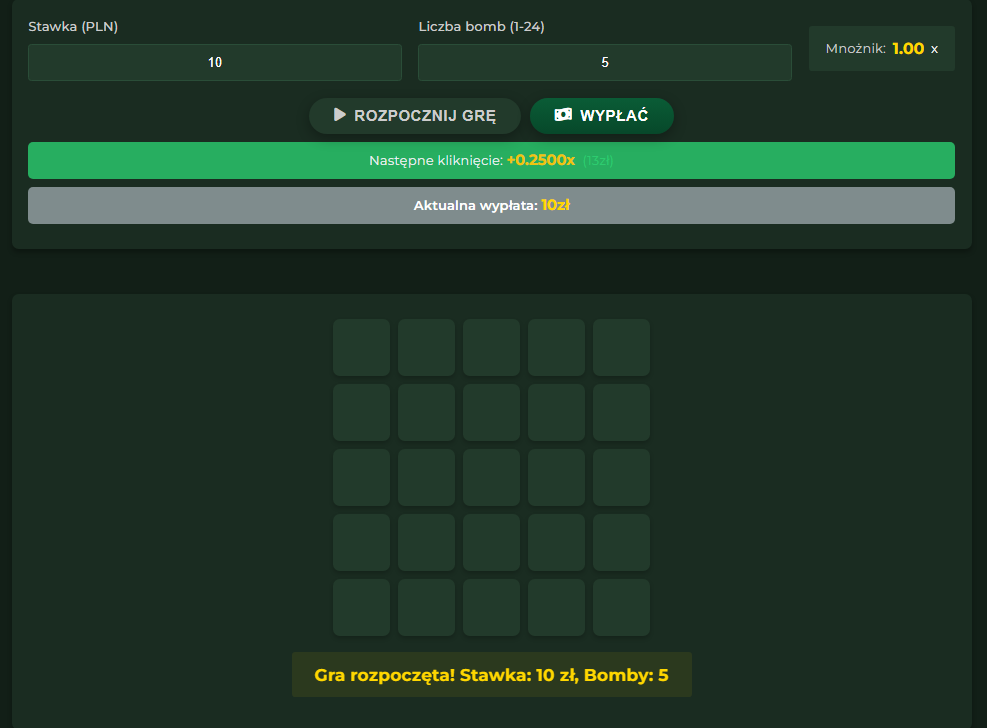 Stawka (PLN)
Liczba bomb (1-24)
Mnożnik: 1.00 x
10
5
ROZPOCZNIJ GRĘ
WYPŁAĆ
Następne kliknięcie: +0.2500x (13zł)
Aktualna wypłata: 10zł
Gra rozpoczęta! Stawka: 10 zł, Bomby: 5